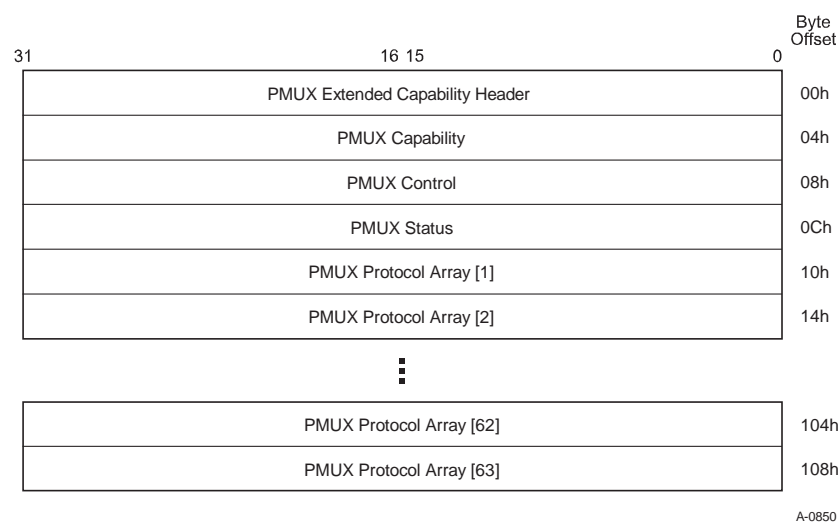 Byte
Offset
31 16 15 0
PMUX Extended Capability Header 00h
PMUX Capability 04h
PMUX Control 08h
PMUX Status 0Ch
PMUX Protocol Array [1] 10h
PMUX Protocol Array [2] 14h
PMUX Protocol Array [62] 104h
PMUX Protocol Array [63] 108h
A-0850